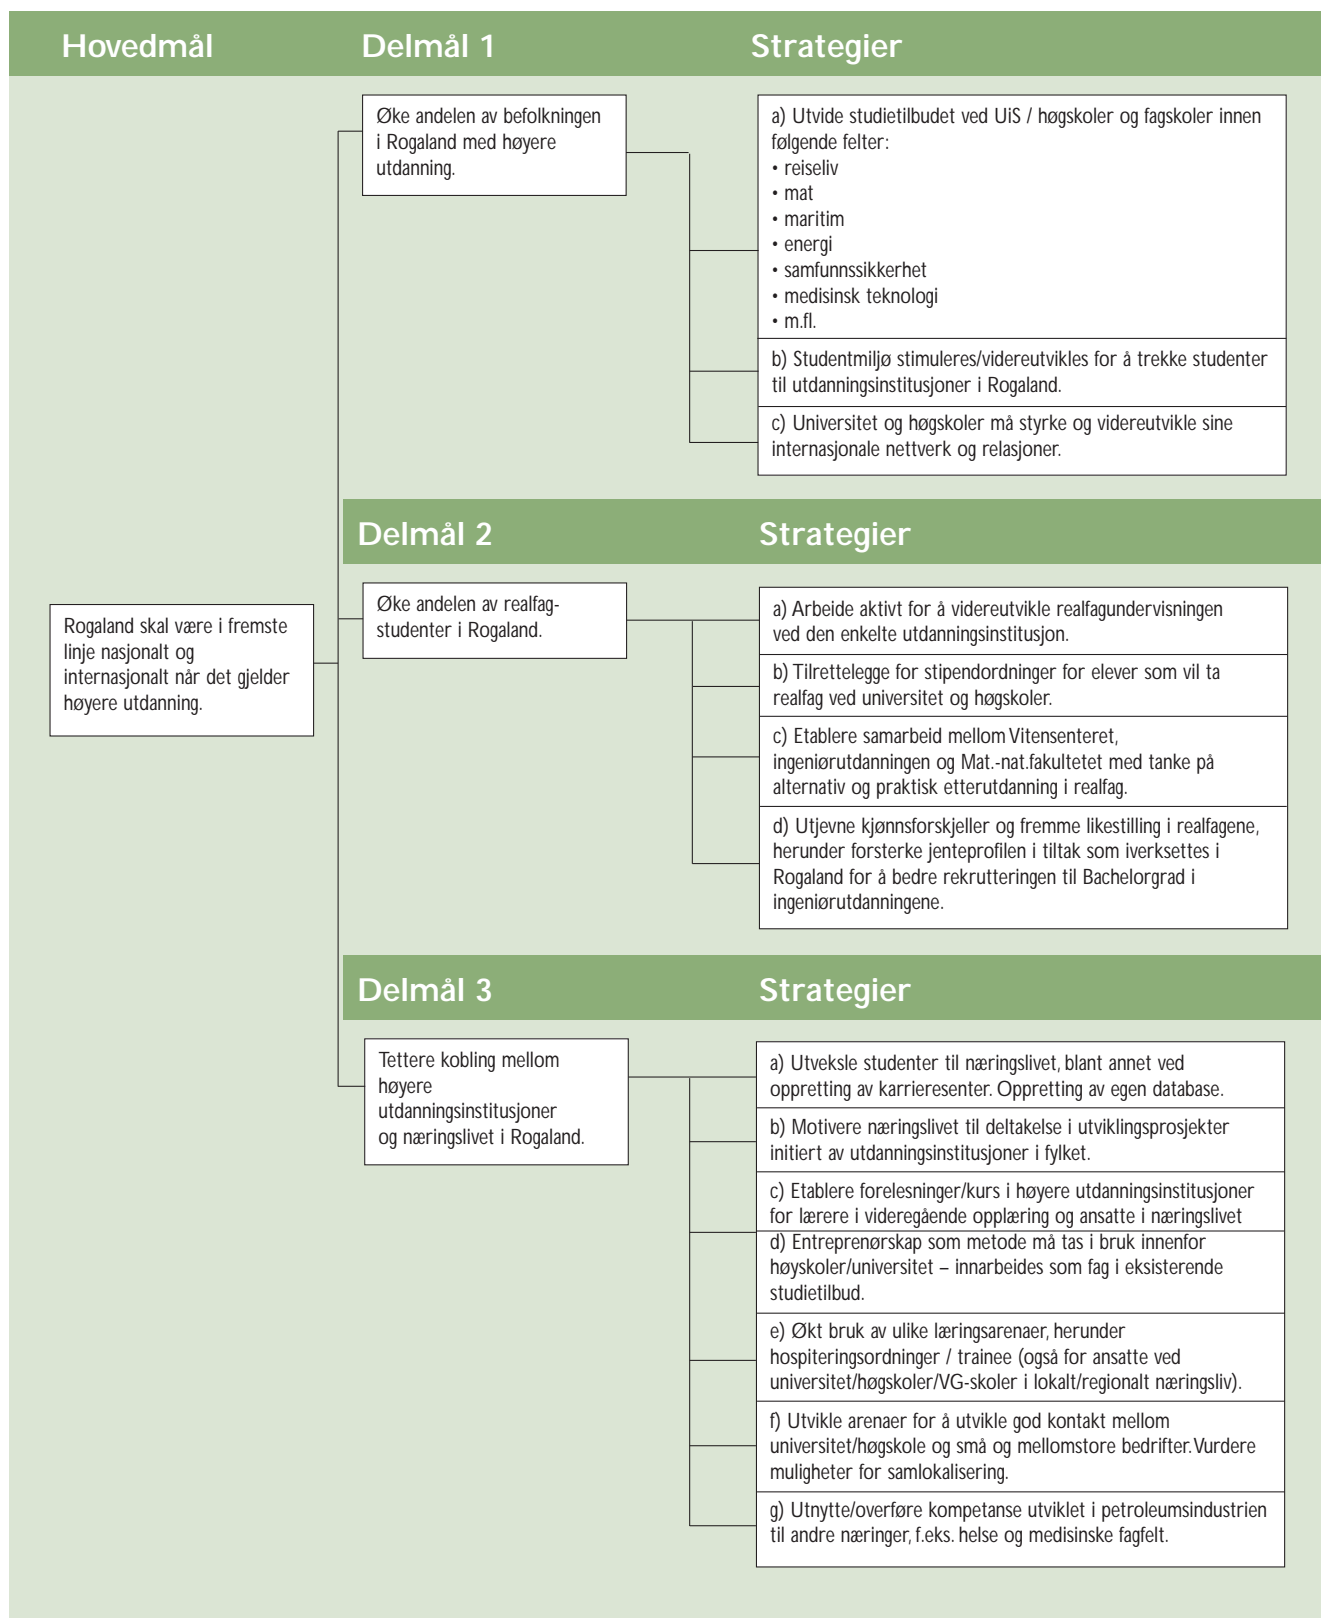 Hovedmål
Delmål 1
Strategier
Øke andelen av befolkningen
i Rogaland med høyere
utdanning.
a) Utvide studietilbudet ved UiS / høgskoler og fagskoler innen
følgende felter:
• reiseliv
• mat
• maritim
• energi
• samfunnssikkerhet
• medisinsk teknologi
• m.fl.
b) Studentmiljø stimuleres/videreutvikles for å trekke studenter
til utdanningsinstitusjoner i Rogaland.
c) Universitet og høgskoler må styrke og videreutvikle sine
internasjonale nettverk og relasjoner.
Delmål 2
Strategier
Rogaland skal være i fremste
linje nasjonalt og
internasjonalt når det gjelder
høyere utdanning.
Øke andelen av realfag-
studenter i Rogaland.
a) Arbeide aktivt for å videreutvikle realfagundervisningen
ved den enkelte utdanningsinstitusjon.
b) Tilrettelegge for stipendordninger for elever som vil ta
realfag ved universitet og høgskoler.
c) Etablere samarbeid mellom Vitensenteret,
ingeniørutdanningen og Mat.-nat.fakultetet med tanke på
alternativ og praktisk etterutdanning i realfag.
d) Utjevne kjønnsforskjeller og fremme likestilling i realfagene,
herunder forsterke jenteprofilen i tiltak som iverksettes i
Rogaland for å bedre rekrutteringen til Bachelorgrad i
ingeniørutdanningene.
Delmål 3
Strategier
Tettere kobling mellom
høyere
utdanningsinstitusjoner
og næringslivet i Rogaland.
a) Utveksle studenter til næringslivet, blant annet ved
oppretting av karrieresenter. Oppretting av egen database.
b) Motivere næringslivet til deltakelse i utviklingsprosjekter
initiert av utdanningsinstitusjoner i fylket.
c) Etablere forelesninger/kurs i høyere utdanningsinstitusjoner
for lærere i videregående opplæring og ansatte i næringslivet
d) Entreprenørskap som metode må tas i bruk innenfor
høyskoler/universitet – innarbeides som fag i eksisterende
studietilbud.
e) Økt bruk av ulike læringsarenaer, herunder
hospiteringsordninger / trainee (også for ansatte ved
universitet/høgskoler/VG-skoler i lokalt/regionalt næringsliv).
f) Utvikle arenaer for å utvikle god kontakt mellom
universitet/høgskole og små og mellomstore bedrifter. Vurdere
muligheter for samlokalisering.
g) Utnytte/overføre kompetanse utviklet i petroleumsindustrien
til andre næringer, f.eks. helse og medisinske fagfelt.